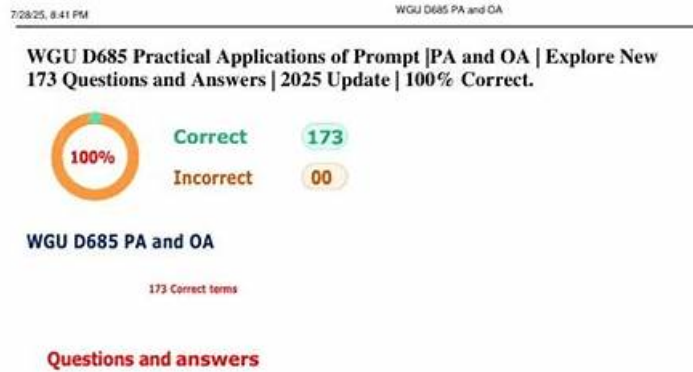 7/28/25, 8:41 PM
WGU D685 PA and OA
WGU D685 Practical Applications of Prompt |PA and OA | Explore New
173 Questions and Answers | 2025 Update | 100% Correct.
100%
Correct 173
Incorrect 00
WGU D685 PA and OA
173 Correct terms
Questions and answers